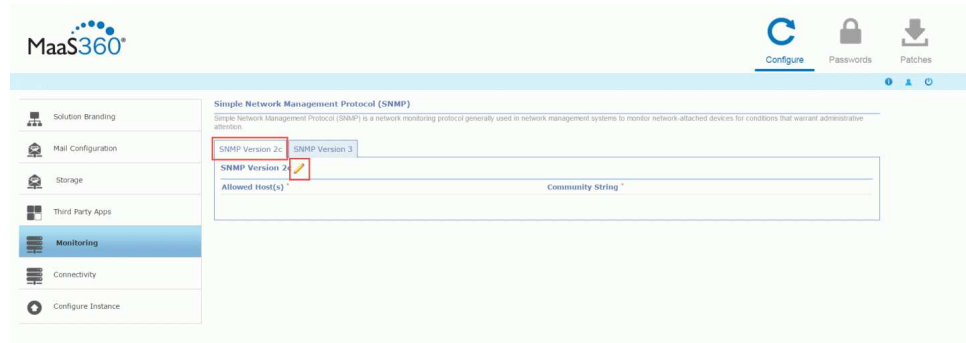 MaaS360®
Configure
Passwords
Patches
Simple Network Management Protocol (SNMP)
Simple Network Management Protocol (SNMP) is a network monitoring protocol generally used in network management systems to monitor network-attached devices for conditions that warrant administrative
attention.
Solution Branding
Mail Configuration
Storage
Third Party Apps
Monitoring
Connectivity
Configure Instance
SNMP Version 2c
SNMP Version 3
SNMP Version 2c
Allowed Host(s) *
Community String *